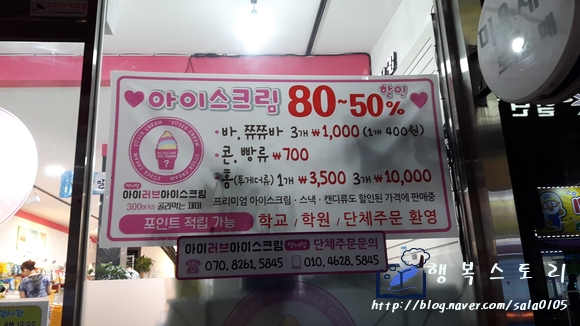 아이스크림 80~50% 할인
• 바, 쮸쮸바 3개 ₩1,000 (1개 400원)
• 콘, 빵류 ₩700
• 홈(투게더류) 1개 ₩3,500 3개 ₩10,000
프리미엄 아이스크림 · 스낵 · 캔디류도 할인된 가격에 판매중
YOYCE CREAM
?
아이러브아이스크림
300가지의 골라먹는 재미
포인트 적립 가능 학교 / 학원 / 단체주문 환영
아이러브아이스크림 단체주문문의
070. 8261. 5845 010. 4628. 5845
행복스토리
http://blog.naver.com/sala0105